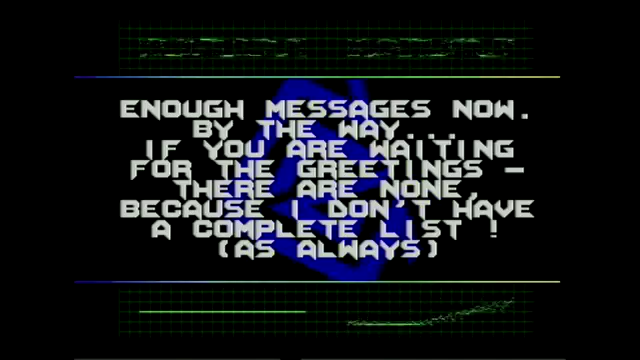 ENOUGH MESSAGES NOW.
BY THE WAY...
IF YOU ARE WAITING
FOR THE GREETINGS -
THERE ARE NONE,
BECAUSE I DON'T HAVE
A COMPLETE LIST !
(AS ALWAYS)